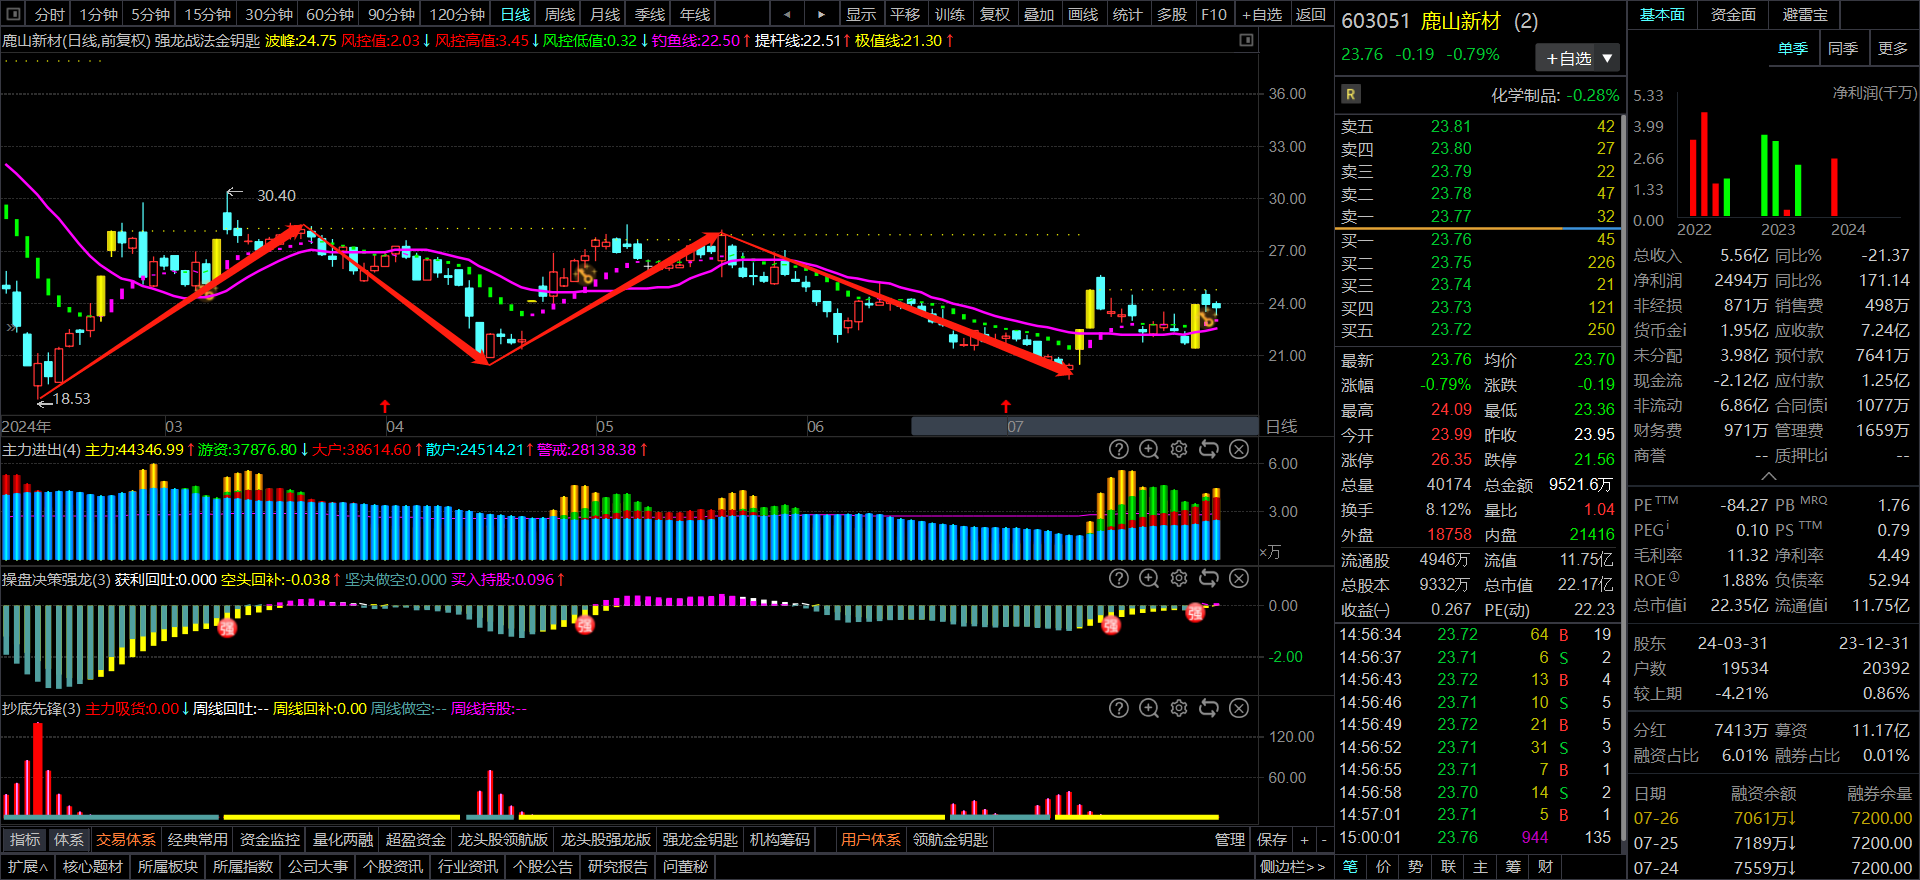 分时 1分钟 5分钟 15分钟 30分钟 60分钟 90分钟 120分钟 日线 周线 月线 季线 年线 显示 平移 训练 复权 叠加 画线 统计 多股 F10 +自选 返回
鹿山新材(日线,前复权) 强龙战法金钥匙 波峰:24.75 风控值:2.03↓ 风控高值:3.45↓ 风控低值:0.32↓ 钓鱼线:22.50↑ 提杆线:22.51↑ 极值线:21.30↑
36.00
33.00
30.00
27.00
24.00
21.00
30.40
18.53
2024年 03 04 05 06 07 日线
主力进出(4) 主力:44346.99↑ 游资:37876.80↓ 大户:38614.60↑ 散户:24514.21↑ 警戒:28138.38↑
6.00
3.00
×万
操盘决策强龙(3) 获利回吐:0.000 空头回补:-0.038↑ 坚决做空:0.000 买入持股:0.096↑
0.00
-2.00
强 强 强 强
抄底先锋(3) 主力吸货:0.00↓ 周线回吐:-- 周线回补:0.00 周线做空:-- 周线持股:--
120.00
60.00
指标 体系 交易体系 经典常用 资金监控 量化两融 超盈资金 龙头股领航版 龙头股强龙版 强龙金钥匙 机构筹码 用户体系 领航金钥匙 管理 保存 + -
扩展∧ 核心题材 所属板块 所属指数 公司大事 个股资讯 行业资讯 个股公告 研究报告 问董秘 侧边栏>>
603051 鹿山新材 (2)
23.76 -0.19 -0.79% +自选 ▼
R 化学制品: -0.28%
卖五 23.81 42
卖四 23.80 27
卖三 23.79 22
卖二 23.78 47
卖一 23.77 32
买一 23.76 45
买二 23.75 226
买三 23.74 21
买四 23.73 121
买五 23.72 250
最新 23.76 均价 23.70
涨幅 -0.79% 涨跌 -0.19
最高 24.09 最低 23.36
今开 23.99 昨收 23.95
涨停 26.35 跌停 21.56
总量 40174 总金额 9521.6万
换手 8.12% 量比 1.04
外盘 18758 内盘 21416
流通股 4946万 流值 11.75亿
总股本 9332万 总市值 22.17亿
收益(一) 0.267 PE(动) 22.23
14:56:34 23.72 64 B 19
14:56:37 23.71 6 S 2
14:56:43 23.72 13 B 4
14:56:46 23.71 10 S 5
14:56:49 23.72 21 B 5
14:56:52 23.71 31 S 3
14:56:55 23.71 7 B 1
14:56:58 23.70 14 S 2
14:57:01 23.71 5 B 1
15:00:01 23.76 944 135
笔 价 势 联 主 筹 财
基本面 资金面 避雷宝
单季 同季 更多
净利润(千万)
5.33
3.99
2.66
1.33
0.00
2022 2023 2024
总收入 5.56亿 同比% -21.37
净利润 2494万 同比% 171.14
非经损 871万 销售费 498万
货币金i 1.95亿 应收款 7.24亿
未分配 3.98亿 预付款 7641万
现金流 -2.12亿 应付款 1.25亿
非流动 6.86亿 合同债i 1077万
财务费 971万 管理费 1659万
商誉 -- 质押比i --
PE TTM -84.27 PB MRQ 1.76
PEG i 0.10 PS TTM 0.79
毛利率 11.32 净利率 4.49
ROE① 1.88% 负债率 52.94
总市值i 22.35亿 流通值i 11.75亿
股东 24-03-31 23-12-31
户数 19534 20392
较上期 -4.21% 0.86%
分红 7413万 募资 11.17亿
融资占比 6.01% 融券占比 0.01%
日期 融资余额 融券余量
07-26 7061万↓ 7200.00
07-25 7189万↓ 7200.00
07-24 7559万↓ 7200.00